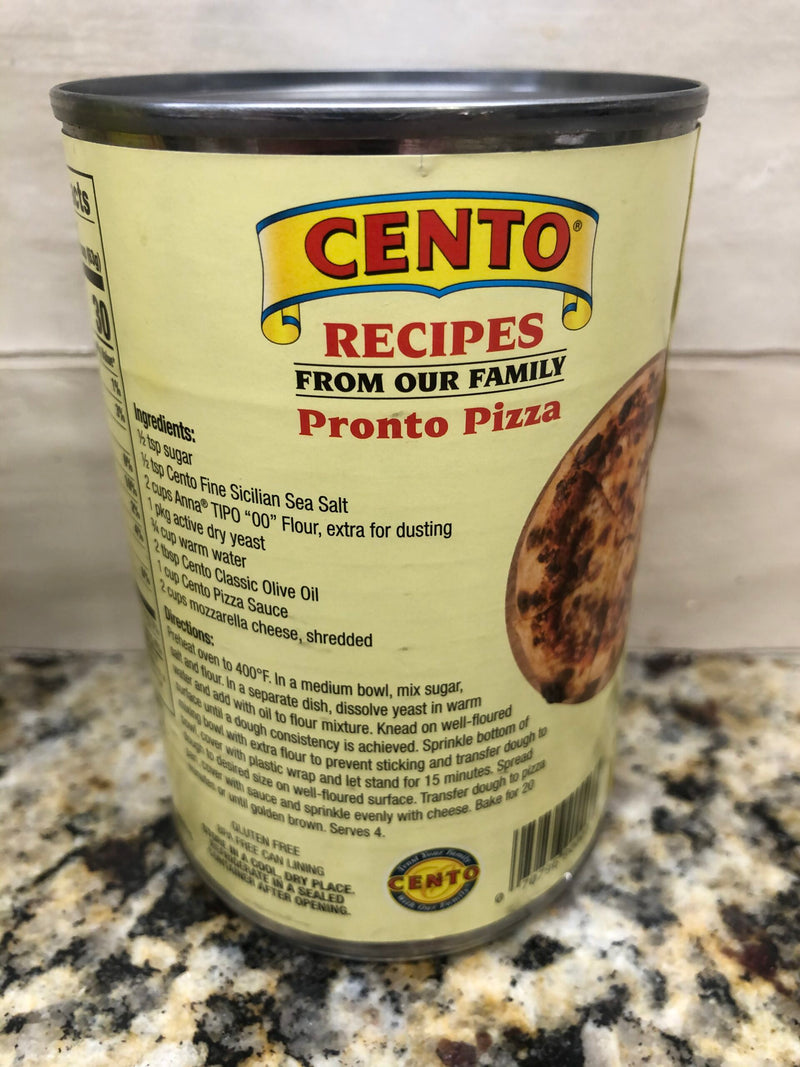 CENTO®
RECIPES
FROM OUR FAMILY
Pronto Pizza
Ingredients:
½ tsp sugar
½ tsp Cento Fine Sicilian Sea Salt
2 cups Anna® TIPO "00" Flour, extra for dusting
1 pkg active dry yeast
¾ cup warm water
2 tbsp Cento Classic Olive Oil
1 cup Cento Pizza Sauce
2 cups mozzarella cheese, shredded
Directions:
Preheat oven to 400°F. In a medium bowl, mix sugar,
salt and flour. In a separate dish, dissolve yeast in warm
water and add with oil to flour mixture. Knead on well-floured
surface until a dough consistency is achieved. Sprinkle bottom of
mixing bowl with extra flour to prevent sticking and transfer dough to
bowl, cover with plastic wrap and let stand for 15 minutes. Spread
dough to desired size on well-floured surface. Transfer dough to pizza
pan, cover with sauce and sprinkle evenly with cheese. Bake for 20
minutes or until golden brown. Serves 4.
GLUTEN FREE
BPA FREE CAN LINING
STORE IN A COOL, DRY PLACE.
REFRIGERATE IN A SEALED
CONTAINER AFTER OPENING.
Trust Your Family
CENTO
With Our Family
30